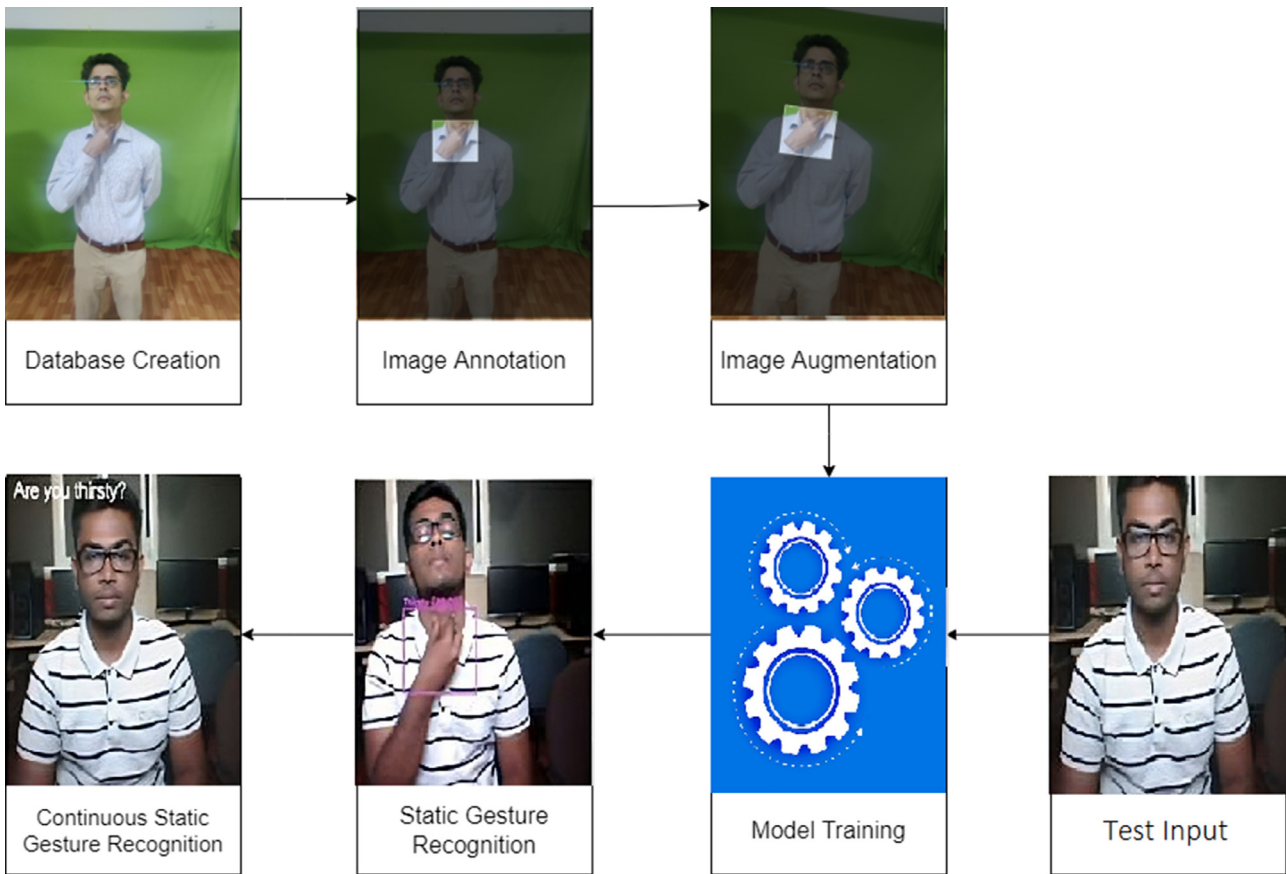 Database Creation
Image Annotation
Image Augmentation
Are you thirsty?
Continuous Static
Gesture Recognition
Static Gesture
Recognition
Model Training
Test Input